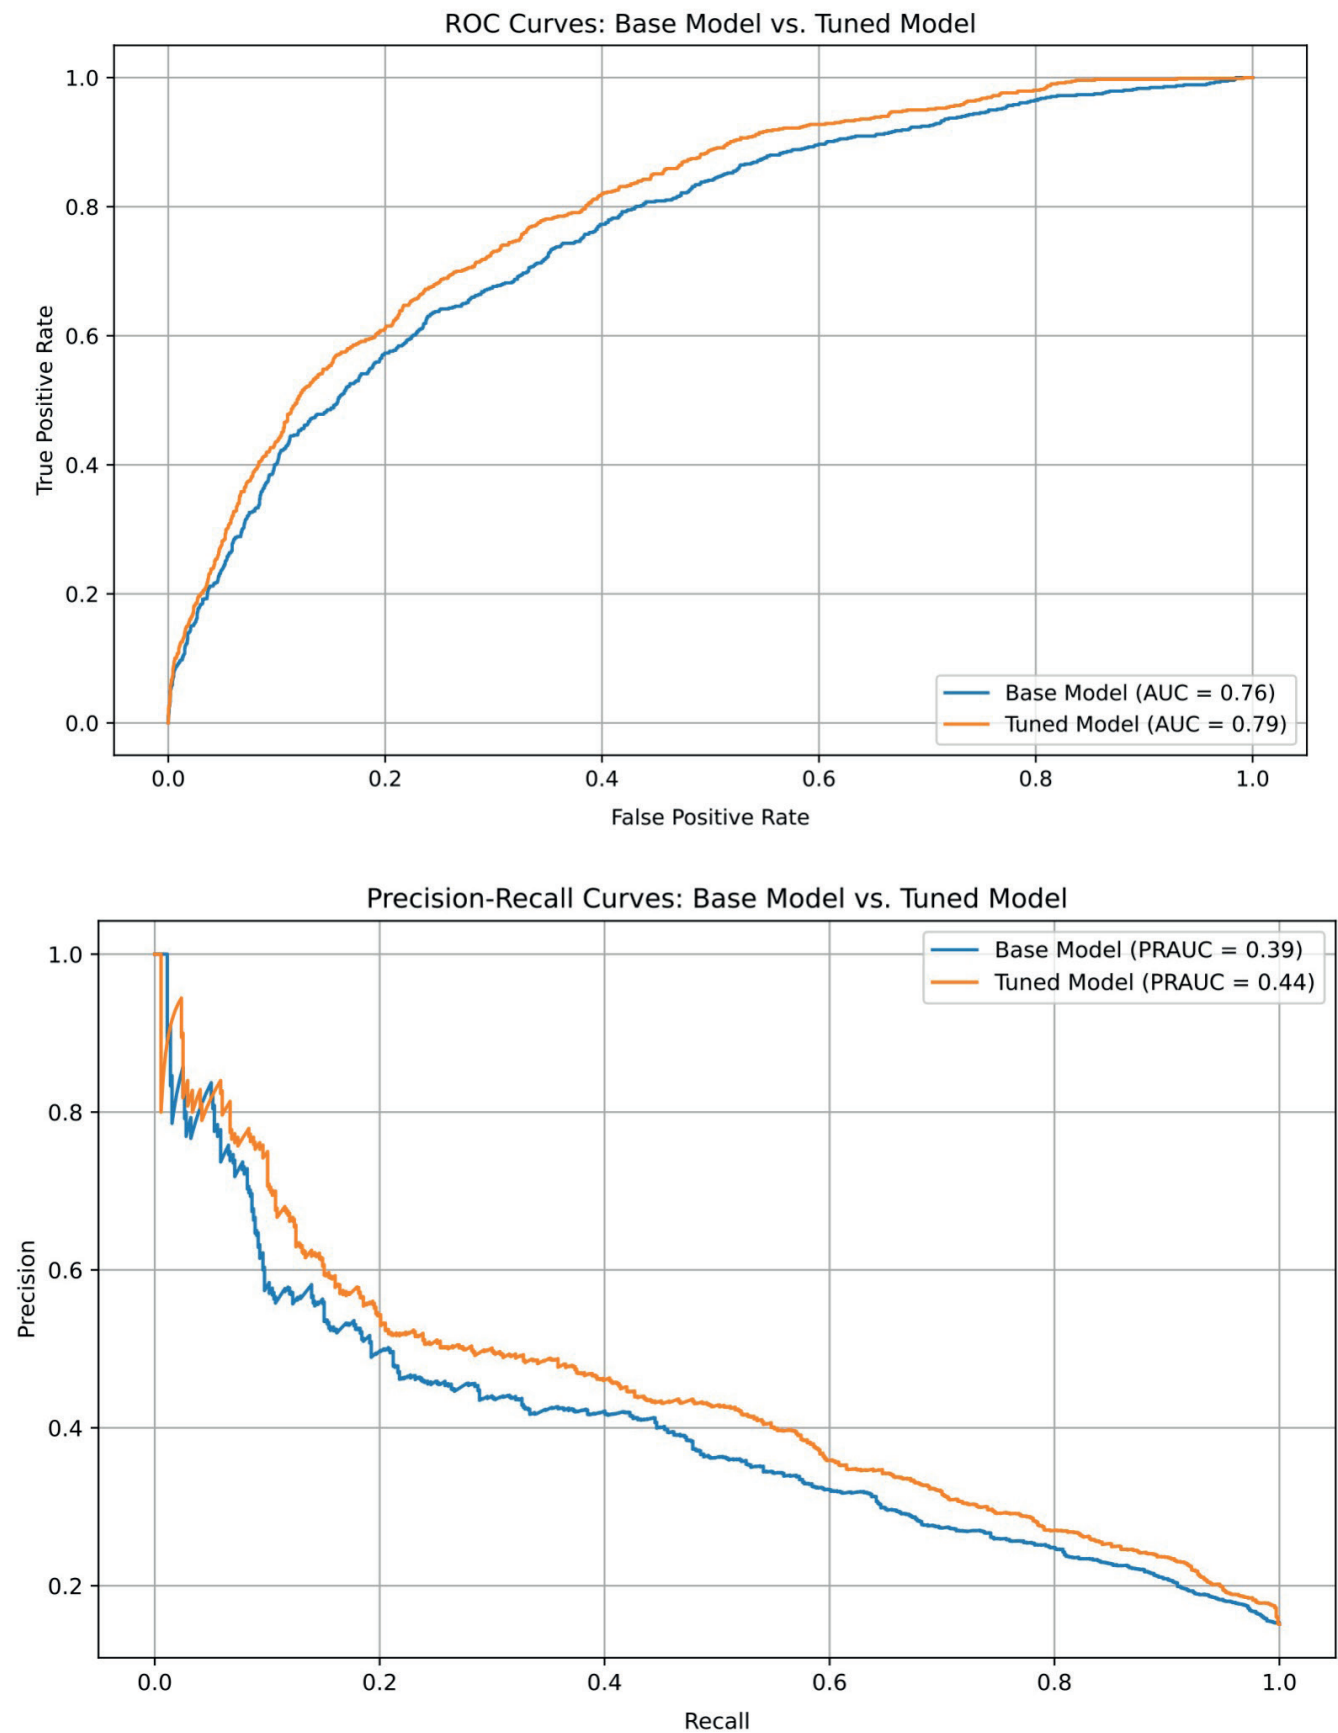 ROC Curves: Base Model vs. Tuned Model
1.0
0.8
0.6
0.4
0.2
0.0
True Positive Rate
Base Model (AUC = 0.76)
Tuned Model (AUC = 0.79)
0.0 0.2 0.4 0.6 0.8 1.0
False Positive Rate
Precision-Recall Curves: Base Model vs. Tuned Model
Base Model (PRAUC = 0.39)
Tuned Model (PRAUC = 0.44)
1.0
0.8
0.6
0.4
0.2
Precision
0.0 0.2 0.4 0.6 0.8 1.0
Recall